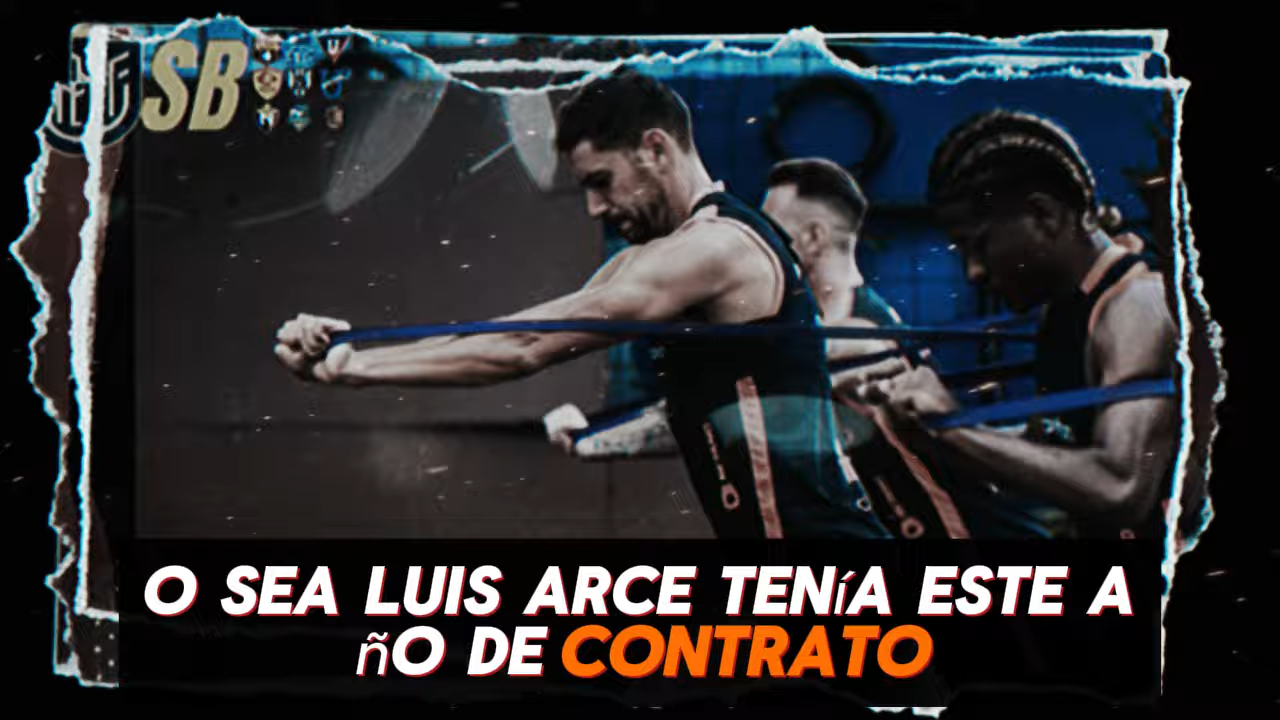 SB
O SEA LUIS ARCE TENíA ESTE A
ñO DE CONTRATO